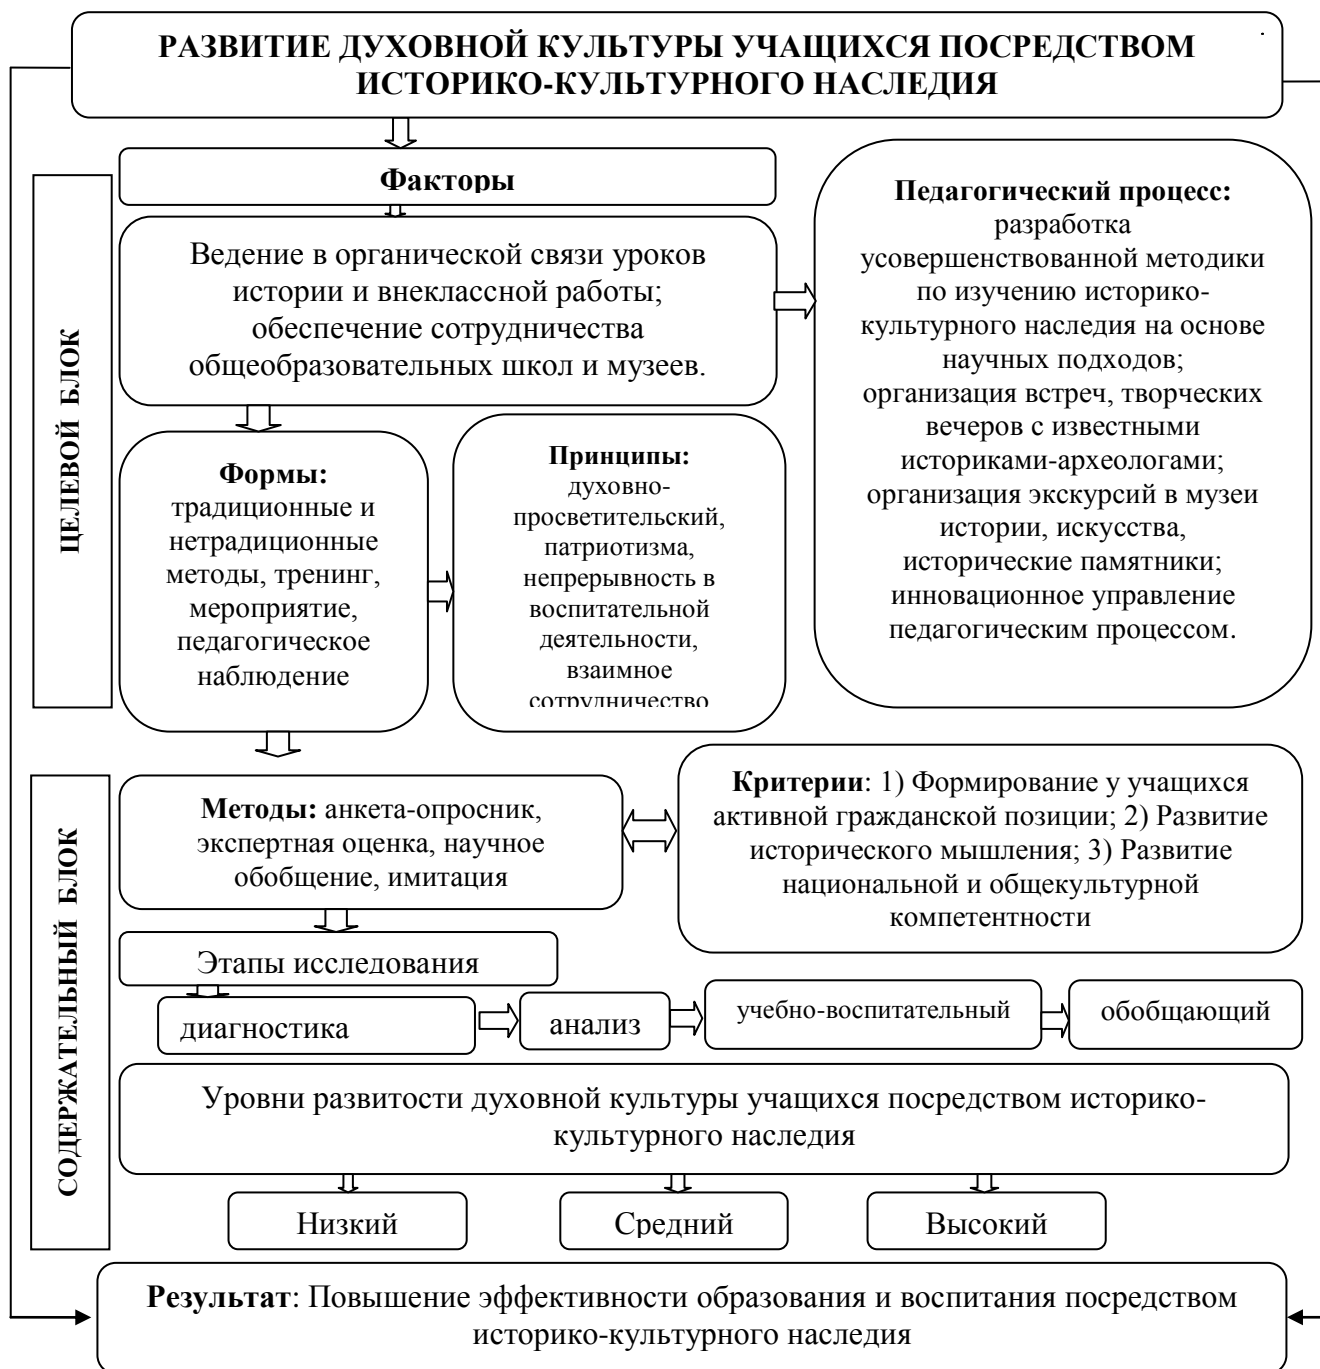 РАЗВИТИЕ ДУХОВНОЙ КУЛЬТУРЫ УЧАЩИХСЯ ПОСРЕДСТВОМ
ИСТОРИКО-КУЛЬТУРНОГО НАСЛЕДИЯ
ЦЕЛЕВОЙ БЛОК
Факторы
Ведение в органической связи уроков
истории и внеклассной работы;
обеспечение сотрудничества
общеобразовательных школ и музеев.
Педагогический процесс:
разработка
усовершенствованной методики
по изучению историко-
культурного наследия на основе
научных подходов;
организация встреч, творческих
вечеров с известными
историками-археологами;
организация экскурсий в музеи
истории, искусства,
исторические памятники;
инновационное управление
педагогическим процессом.
Формы:
традиционные и
нетрадиционные
методы, тренинг,
мероприятие,
педагогическое
наблюдение
Принципы:
духовно-
просветительский,
патриотизма,
непрерывность в
воспитательной
деятельности,
взаимное
сотрудничество
СОДЕРЖАТЕЛЬНЫЙ БЛОК
Методы: анкета-опросник,
экспертная оценка, научное
обобщение, имитация
Критерии: 1) Формирование у учащихся
активной гражданской позиции; 2) Развитие
исторического мышления; 3) Развитие
национальной и общекультурной
компетентности
Этапы исследования
диагностика
анализ
учебно-воспитательный
обобщающий
Уровни развитости духовной культуры учащихся посредством историко-
культурного наследия
Низкий
Средний
Высокий
Результат: Повышение эффективности образования и воспитания посредством
историко-культурного наследия